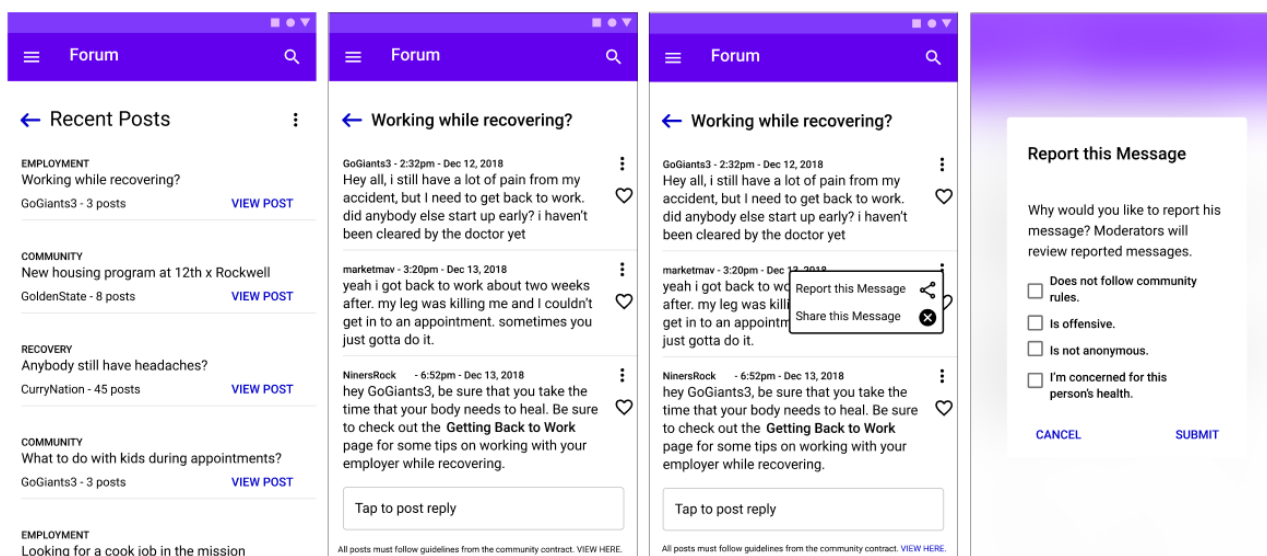 Forum
Recent Posts
EMPLOYMENT
Working while recovering?
GoGiants3 - 3 posts
VIEW POST
COMMUNITY
New housing program at 12th x Rockwell
GoldenState - 8 posts
VIEW POST
RECOVERY
Anybody still have headaches?
CurryNation - 45 posts
VIEW POST
COMMUNITY
What to do with kids during appointments?
GoGiants3 - 3 posts
VIEW POST
EMPLOYMENT
Looking for a cook job in the mission
Forum
Working while recovering?
GoGiants3 - 2:32pm - Dec 12, 2018
Hey all, i still have a lot of pain from my
accident, but I need to get back to work.
did anybody else start up early? i haven't
been cleared by the doctor yet
marketmav - 3:20pm - Dec 13, 2018
yeah i got back to work about two weeks
after. my leg was killing me and I couldn't
get in to an appointment. sometimes you
just gotta do it.
NinersRock - 6:52pm - Dec 13, 2018
hey GoGiants3, be sure that you take the
time that your body needs to heal. Be sure
to check out the Getting Back to Work
page for some tips on working with your
employer while recovering.
Tap to post reply
All posts must follow guidelines from the community contract. VIEW HERE.
Forum
Working while recovering?
GoGiants3 - 2:32pm - Dec 12, 2018
Hey all, i still have a lot of pain from my
accident, but I need to get back to work.
did anybody else start up early? i haven't
been cleared by the doctor yet
marketmav - 3:20pm - Dec 13, 2018
yeah i got back to wo
after. my leg was killi
get in to an appointm
just gotta do it.
Report this Message
Share this Message
NinersRock - 6:52pm - Dec 13, 2018
hey GoGiants3, be sure that you take the
time that your body needs to heal. Be sure
to check out the Getting Back to Work
page for some tips on working with your
employer while recovering.
Tap to post reply
All posts must follow guidelines from the community contract. VIEW HERE.
Report this Message
Why would you like to report his
message? Moderators will
review reported messages.
Does not follow community
rules.
Is offensive.
Is not anonymous.
I'm concerned for this
person's health.
CANCEL
SUBMIT